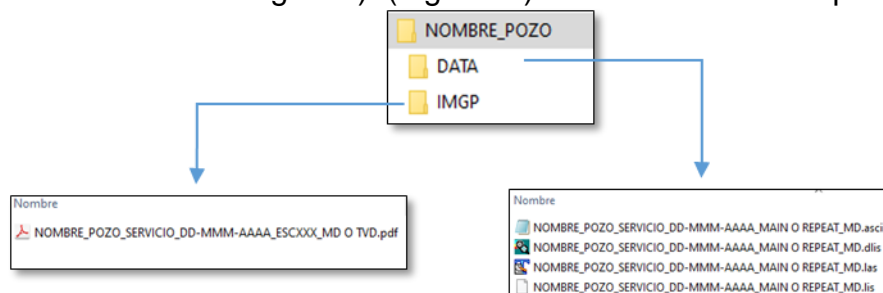 NOMBRE_POZO
DATA
IMGP
Nombre
NOMBRE_POZO_SERVICIO_DD-MMM-AAAA_ESCXXX_MD O TVD.pdf
Nombre
NOMBRE_POZO_SERVICIO_DD-MMM-AAAA_MAIN O REPEAT_MD.asci
NOMBRE_POZO_SERVICIO_DD-MMM-AAAA_MAIN O REPEAT_MD.dlis
NOMBRE_POZO_SERVICIO_DD-MMM-AAAA_MAIN O REPEAT_MD.las
NOMBRE_POZO_SERVICIO_DD-MMM-AAAA_MAIN O REPEAT_MD.lis